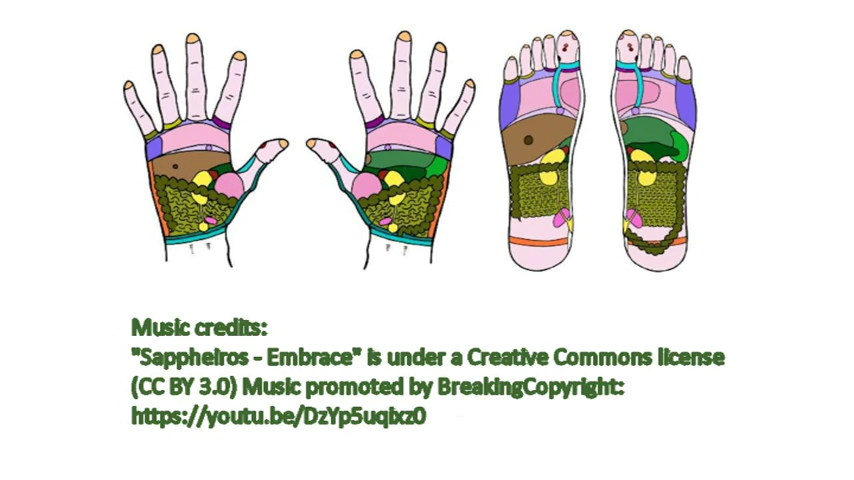 Music credits:
"Sappheiros - Embrace" is under a Creative Commons license
(CC BY 3.0) Music promoted by BreakingCopyright:
https://youtu.be/DzYp5uqixz0